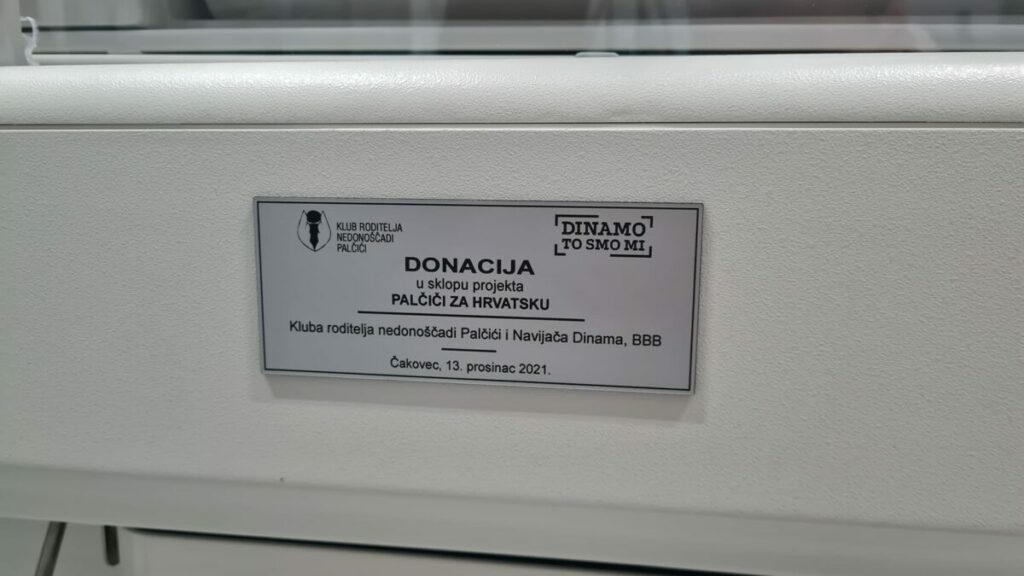 KLUB RODITELJA
NEDONOŠČADI
PALČIĆI
DINAMO
TO SMO MI
DONACIJA
u sklopu projekta
PALČIČI ZA HRVATSKU
Kluba roditelja nedonoščadi Palčići i Navijača Dinama, BBB
Čakovec, 13. prosinac 2021.